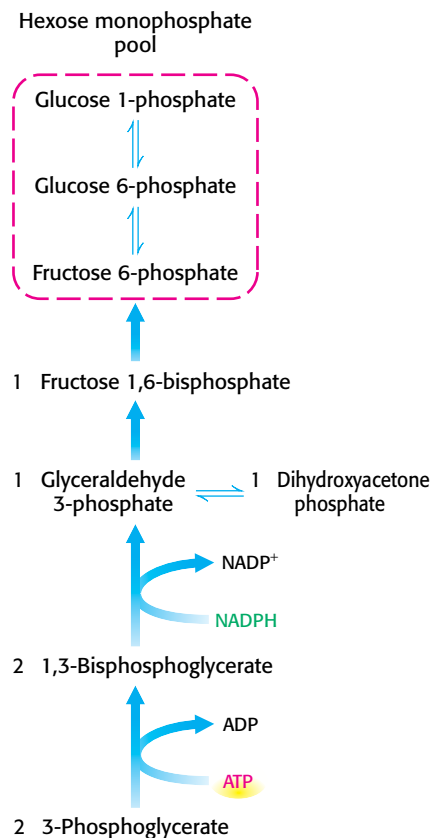 Hexose monophosphate
pool
Glucose 1-phosphate
Glucose 6-phosphate
Fructose 6-phosphate
1 Fructose 1,6-bisphosphate
1 Glyceraldehyde
3-phosphate
1 Dihydroxyacetone
phosphate
NADP⁺
NADPH
2 1,3-Bisphosphoglycerate
ADP
ATP
2 3-Phosphoglycerate